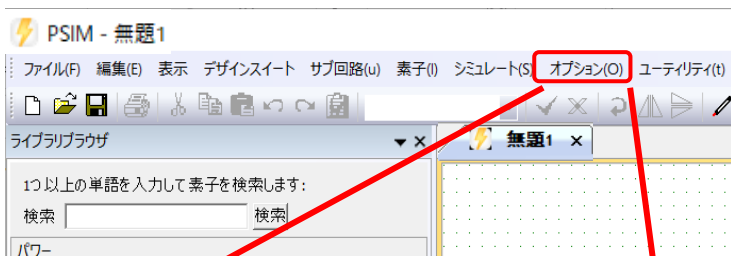 PSIM - 無題1
ファイル(F) 編集(E) 表示 デザインスイート サブ回路(u) 素子(I) シミュレート(S) オプション(O) ユーティリティ(t)
ライブラリブラウザ
無題1
1つ以上の単語を入力して素子を検索します:
検索 検索
パワー